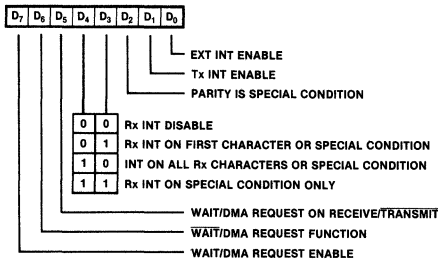 D7 D6 D5 D4 D3 D2 D1 D0
EXT INT ENABLE
Tx INT ENABLE
PARITY IS SPECIAL CONDITION
0 0 Rx INT DISABLE
0 1 Rx INT ON FIRST CHARACTER OR SPECIAL CONDITION
1 0 INT ON ALL Rx CHARACTERS OR SPECIAL CONDITION
1 1 Rx INT ON SPECIAL CONDITION ONLY
WAIT/DMA REQUEST ON RECEIVE/TRANSMIT
WAIT/DMA REQUEST FUNCTION
WAIT/DMA REQUEST ENABLE